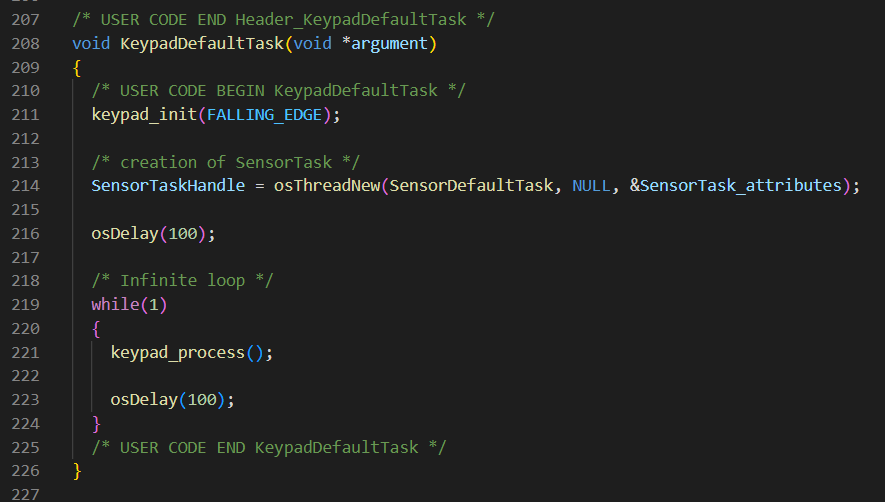 207 /* USER CODE END Header_KeypadDefaultTask */
208 void KeypadDefaultTask(void *argument)
209 {
210   /* USER CODE BEGIN KeypadDefaultTask */
211   keypad_init(FALLING_EDGE);
212
213   /* creation of SensorTask */
214   SensorTaskHandle = osThreadNew(SensorDefaultTask, NULL, &SensorTask_attributes);
215
216   osDelay(100);
217
218   /* Infinite loop */
219   while(1)
220   {
221     keypad_process();
222
223     osDelay(100);
224   }
225   /* USER CODE END KeypadDefaultTask */
226 }
227